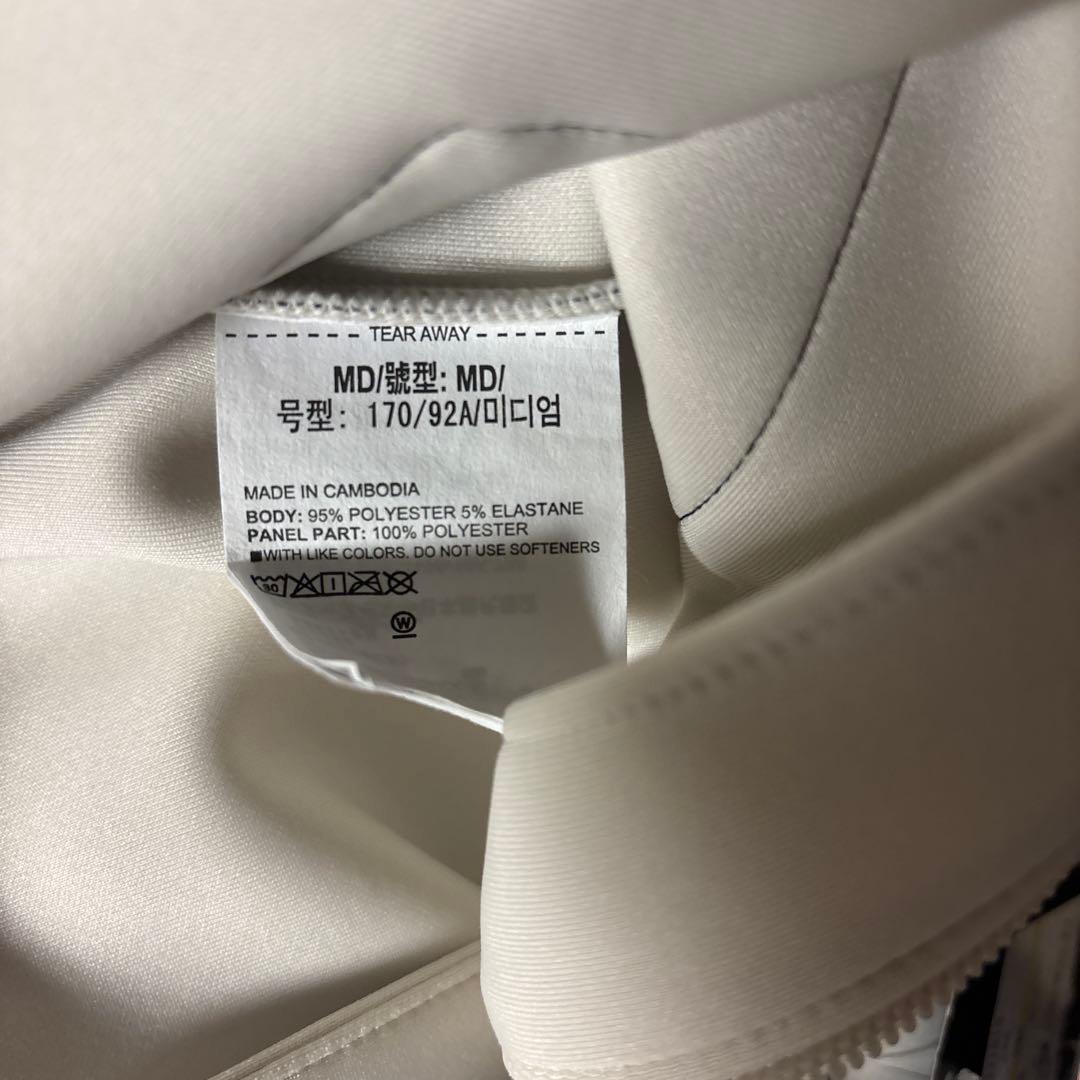 TEAR AWAY
MD/號型: MD/
号型: 170/92A/미디엄
MADE IN CAMBODIA
BODY: 95% POLYESTER 5% ELASTANE
PANEL PART: 100% POLYESTER
■WITH LIKE COLORS. DO NOT USE SOFTENERS
30
W